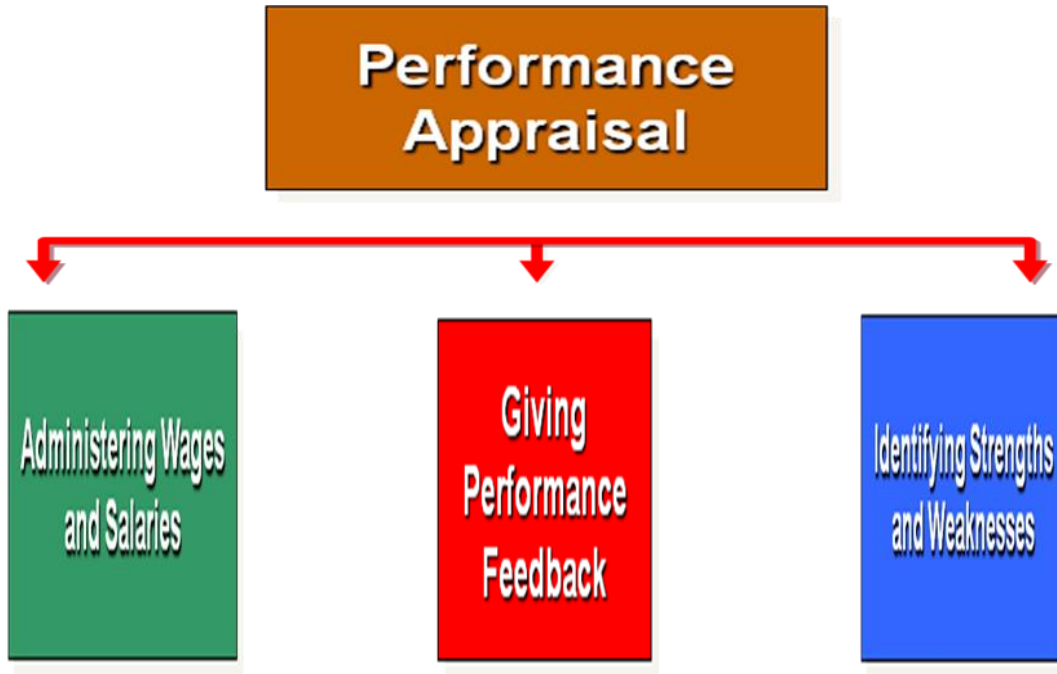 Performance
Appraisal
Administering Wages
and Salaries
Giving
Performance
Feedback
Identifying Strengths
and Weaknesses